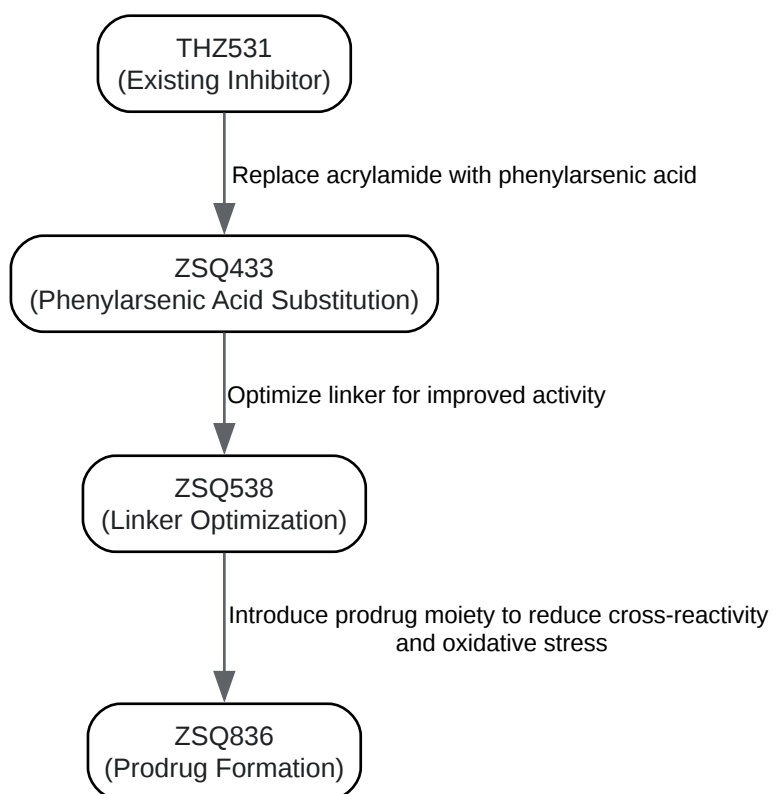 THZ531
(Existing Inhibitor)
Replace acrylamide with phenylarsenic acid
ZSQ433
(Phenylarsenic Acid Substitution)
Optimize linker for improved activity
ZSQ538
(Linker Optimization)
Introduce prodrug moiety to reduce cross-reactivity
and oxidative stress
ZSQ836
(Prodrug Formation)